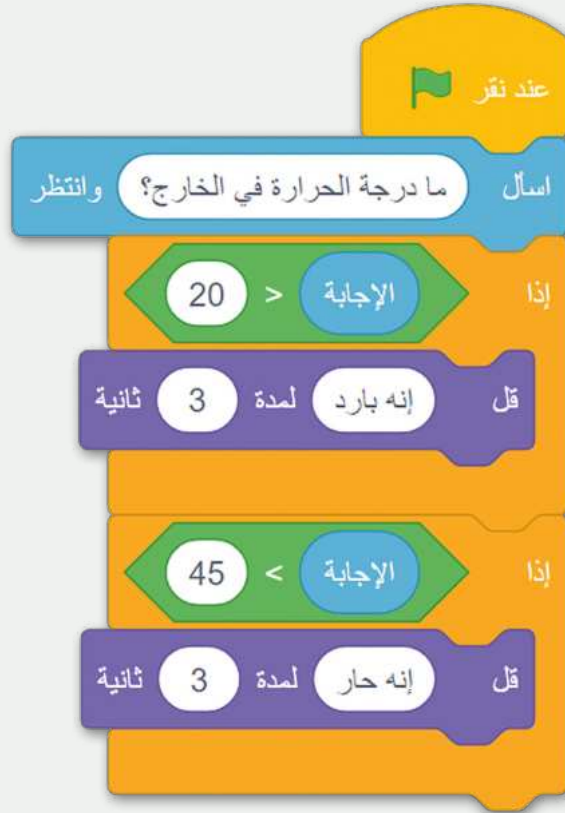 عند نقر
اسأل ما درجة الحرارة في الخارج؟ وانتظر
إذا الإجابة < 20
قل إنه بارد لمدة 3 ثانية
إذا الإجابة > 45
قل إنه حار لمدة 3 ثانية